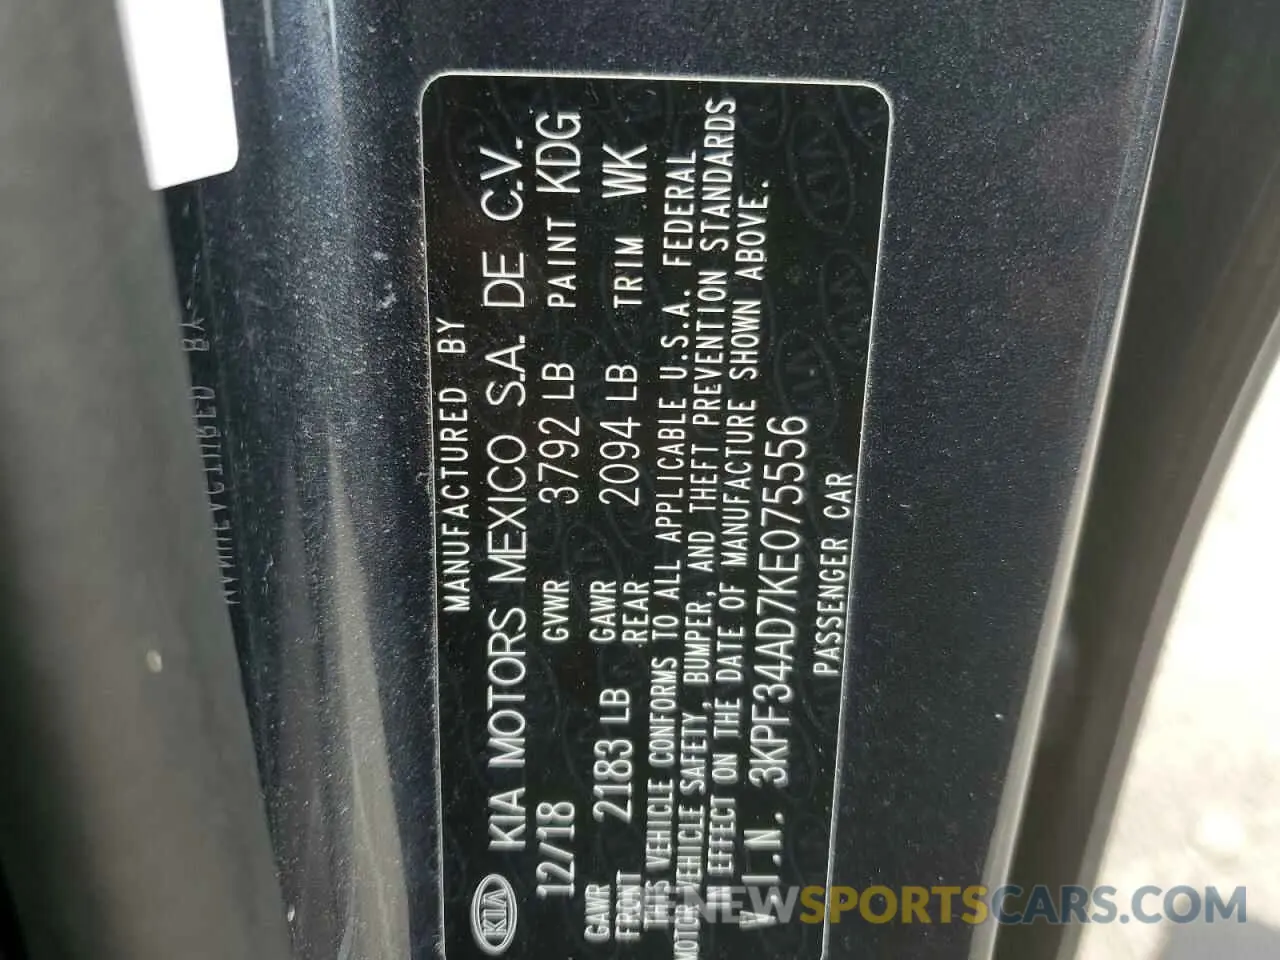 MANUFACTURED BY
KIA KIA MOTORS MEXICO S.A. DE C.V.
12/18 GVWR 3792 LB PAINT KDG
GAWR FRONT 2183 LB GAWR REAR 2094 LB TRIM WK
THIS VEHICLE CONFORMS TO ALL APPLICABLE U.S.A. FEDERAL
MOTOR VEHICLE SAFETY, BUMPER, AND THEFT PREVENTION STANDARDS
IN EFFECT ON THE DATE OF MANUFACTURE SHOWN ABOVE.
V.I.N. 3KPF34AD7KE075556
PASSENGER CAR
THENEWSPORTSCARS.COM